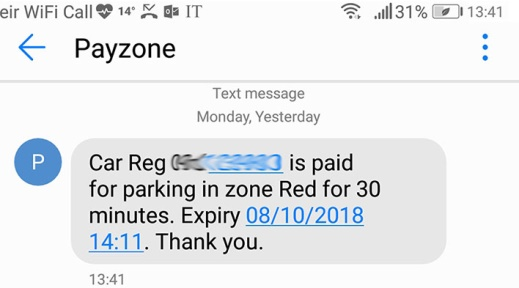 eir WiFi Call 14° IT 31% 13:41
Payzone
Text message
Monday, Yesterday
P
Car Reg is paid
for parking in zone Red for 30
minutes. Expiry 08/10/2018
14:11. Thank you.
13:41